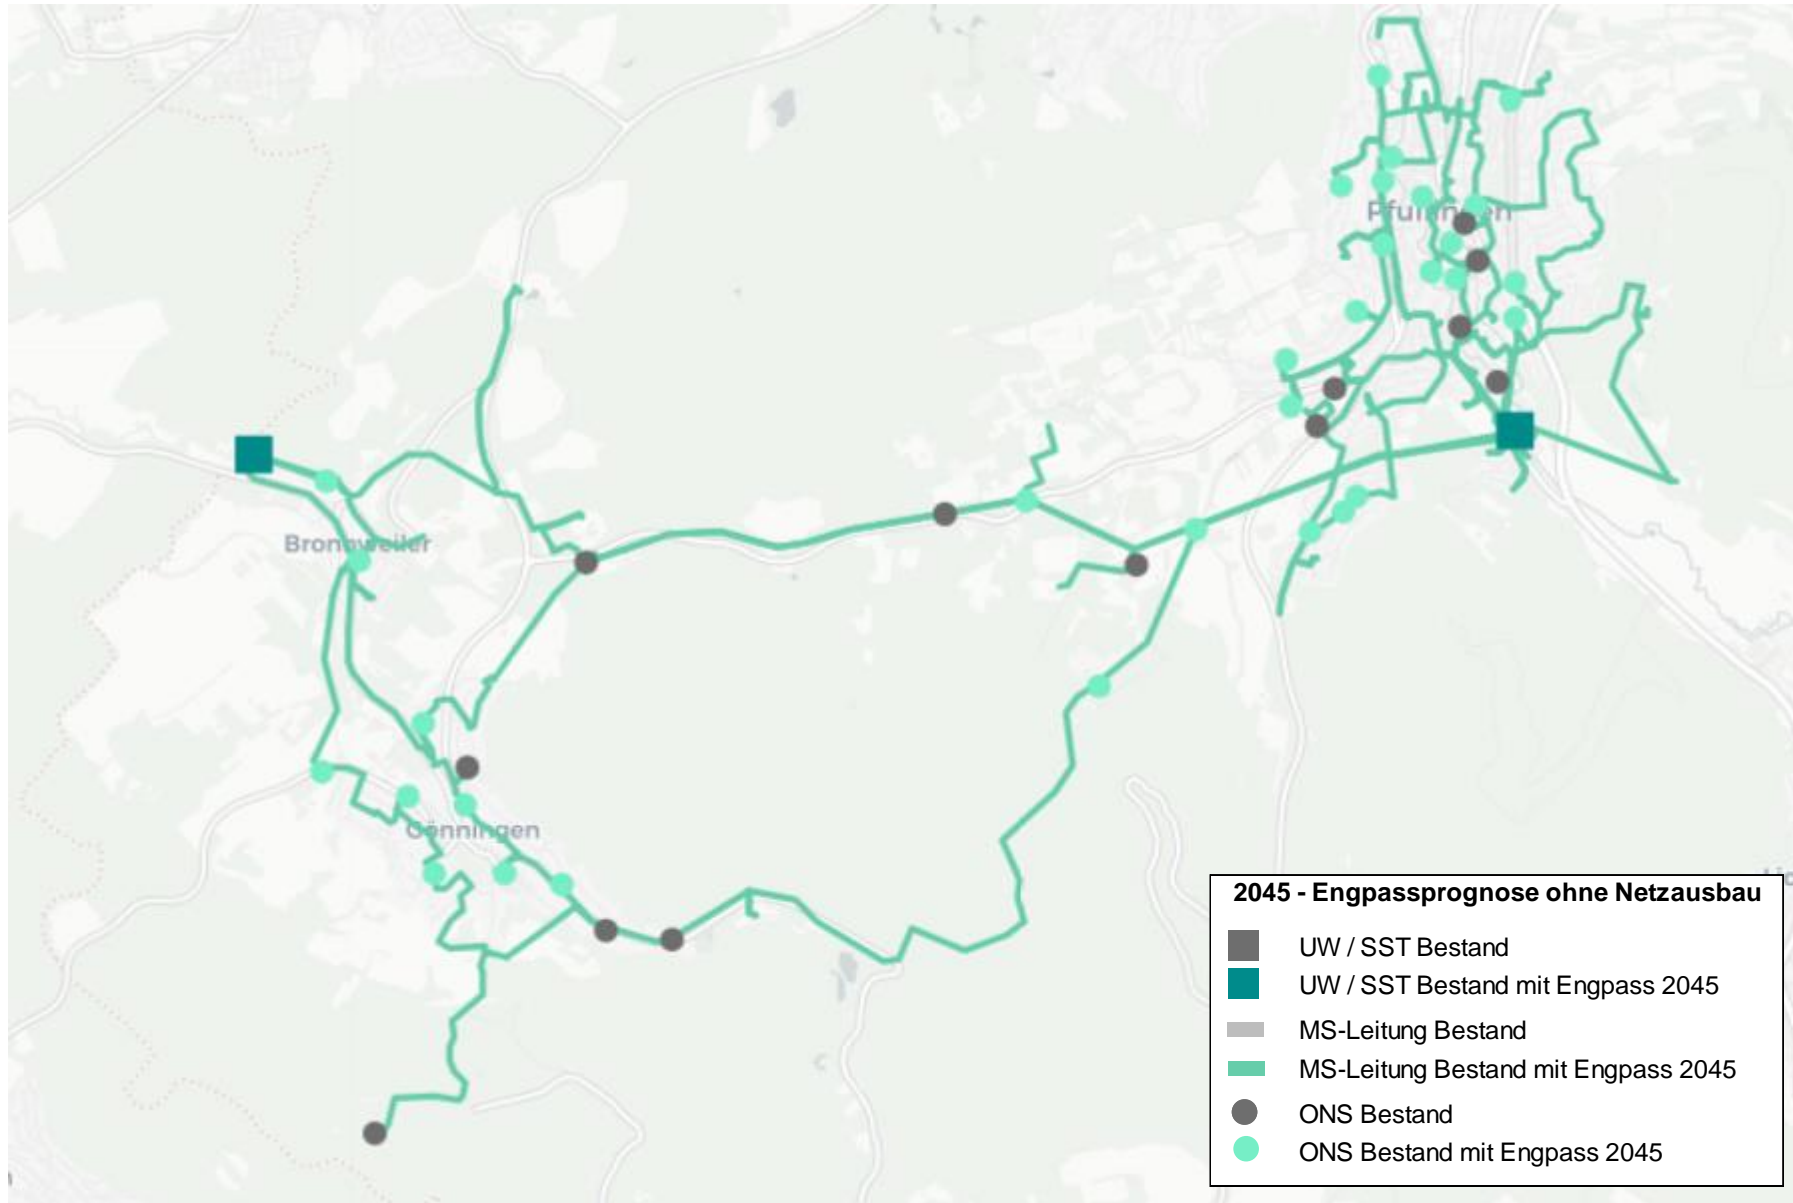 Pfullingen
Bronnweiler
Gönningen
2045 - Engpassprognose ohne Netzausbau
UW / SST Bestand
UW / SST Bestand mit Engpass 2045
MS-Leitung Bestand
MS-Leitung Bestand mit Engpass 2045
ONS Bestand
ONS Bestand mit Engpass 2045